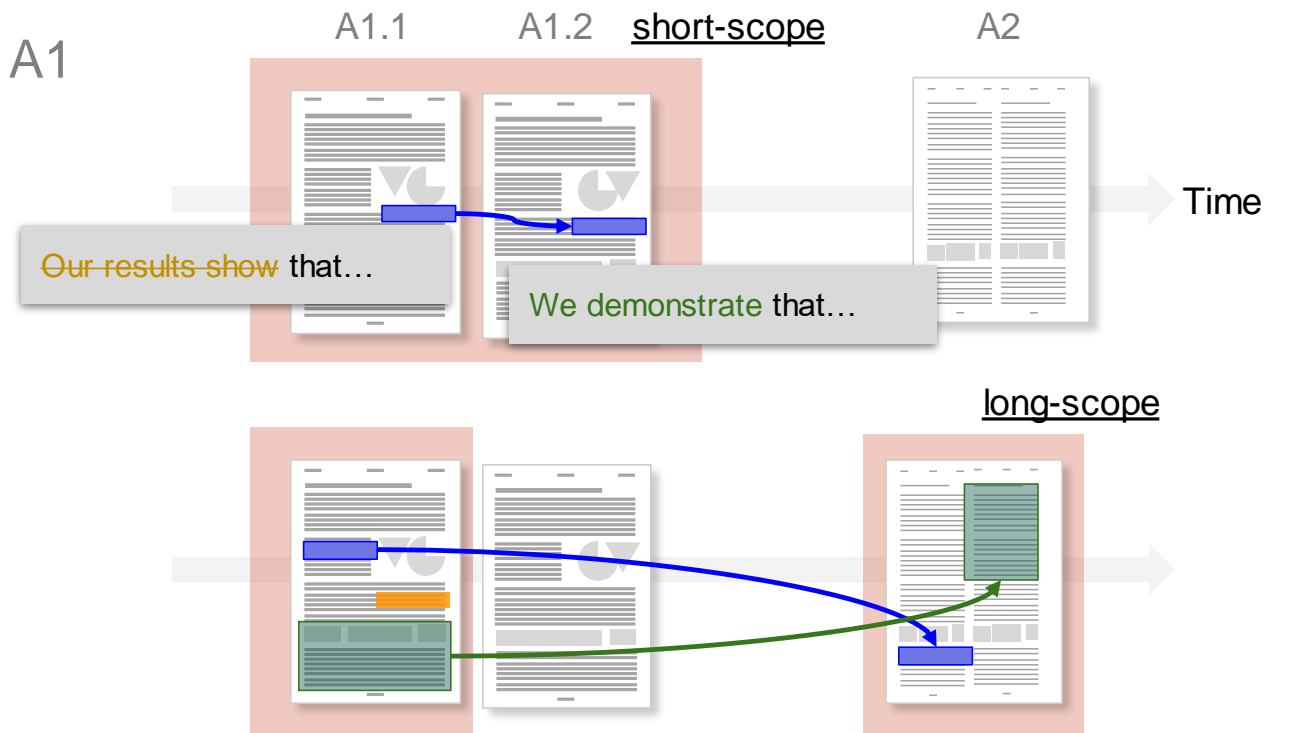 A1
A1.1 A1.2 short-scope A2
Time
Our results show that…
We demonstrate that…
long-scope